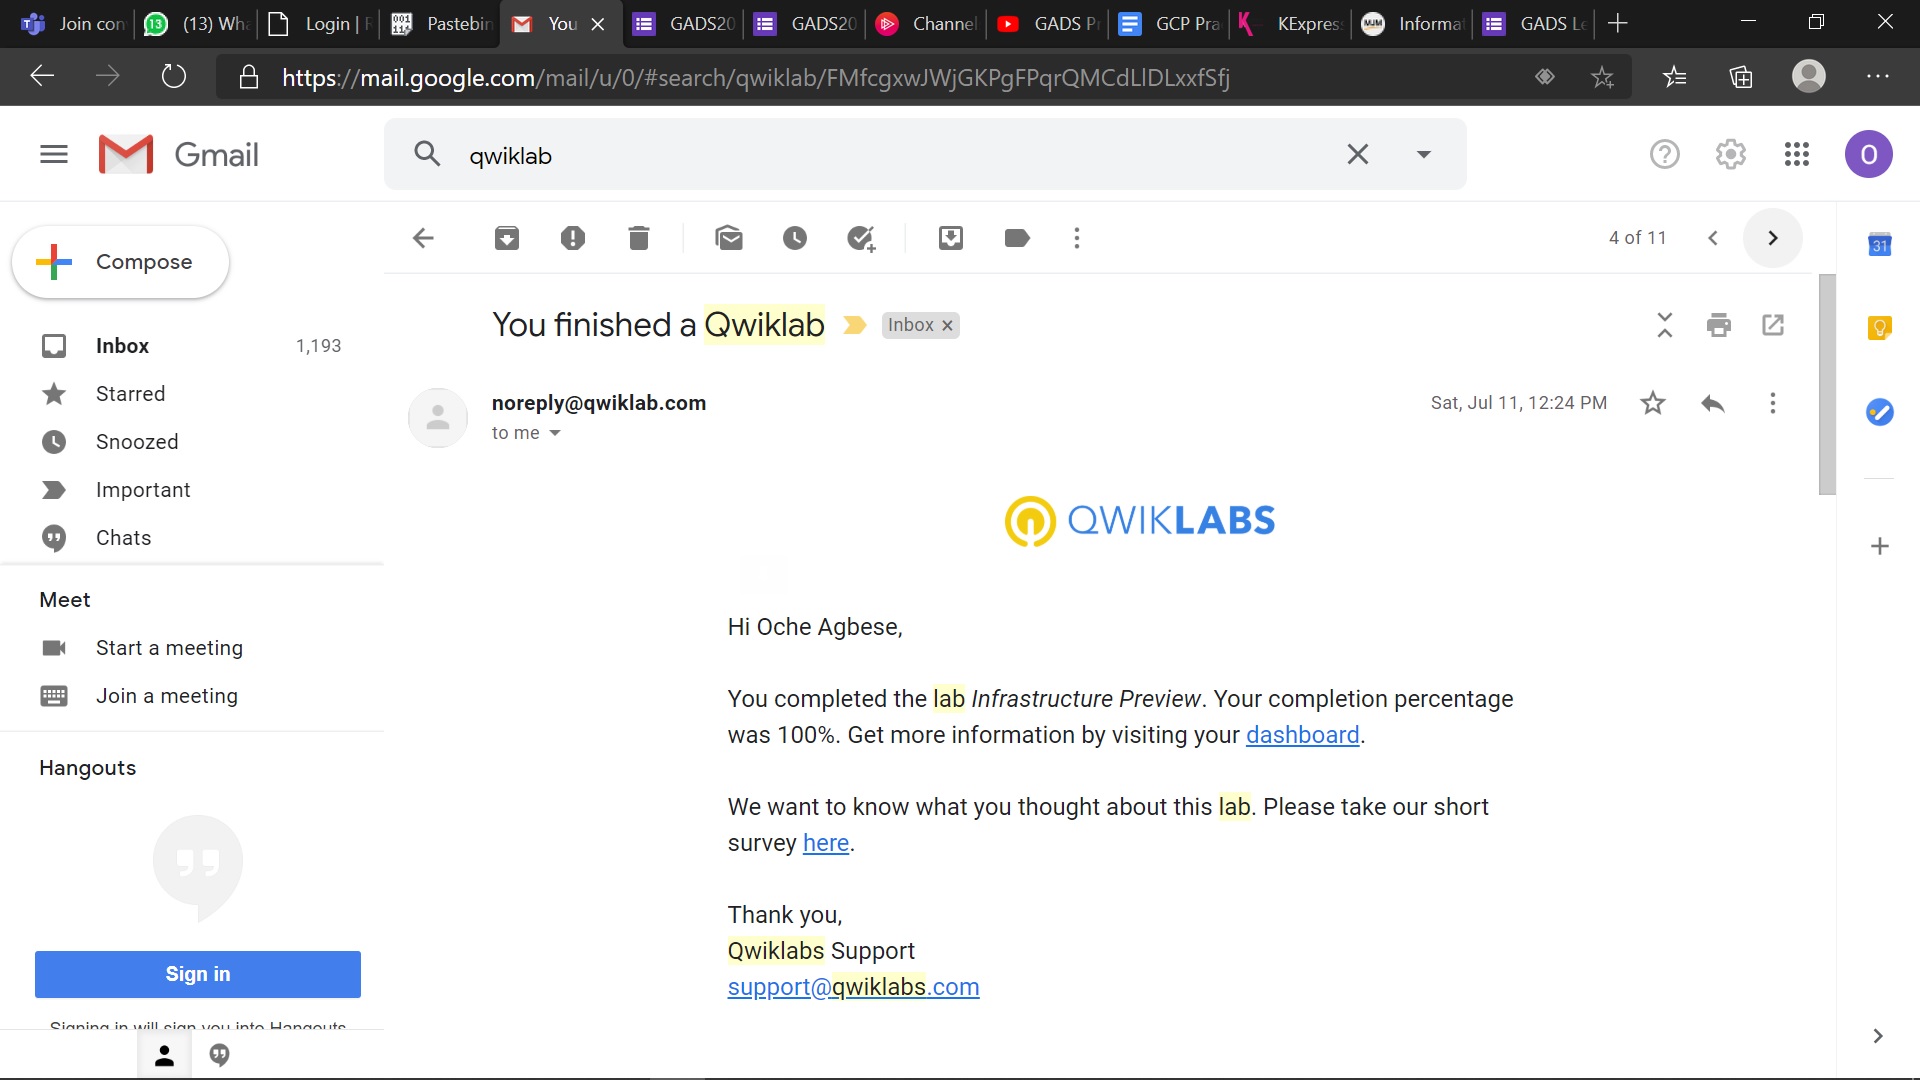 Join con
(13) Wha
Login | F
Pastebin
You
GADS20
GADS20
Channel
GADS Pr
GCP Pra
KExpres
Informat
GADS Le
https://mail.google.com/mail/u/0/#search/qwiklab/FMfcgxwJWjGKPgFPqrQMCdLlDLxxfSfj
Gmail
qwiklab
O
Compose
4 of 11
31
You finished a Qwiklab
Inbox ×
Inbox 1,193
Starred
Snoozed
Important
Chats
noreply@qwiklab.com
Sat, Jul 11, 12:24 PM
to me
QWIKLABS
Meet
Start a meeting
Join a meeting
Hangouts
Hi Oche Agbese,
You completed the lab Infrastructure Preview. Your completion percentage
was 100%. Get more information by visiting your dashboard.
We want to know what you thought about this lab. Please take our short
survey here.
Thank you,
Qwiklabs Support
support@qwiklabs.com
Sign in
Signing in will sign you into Hangouts